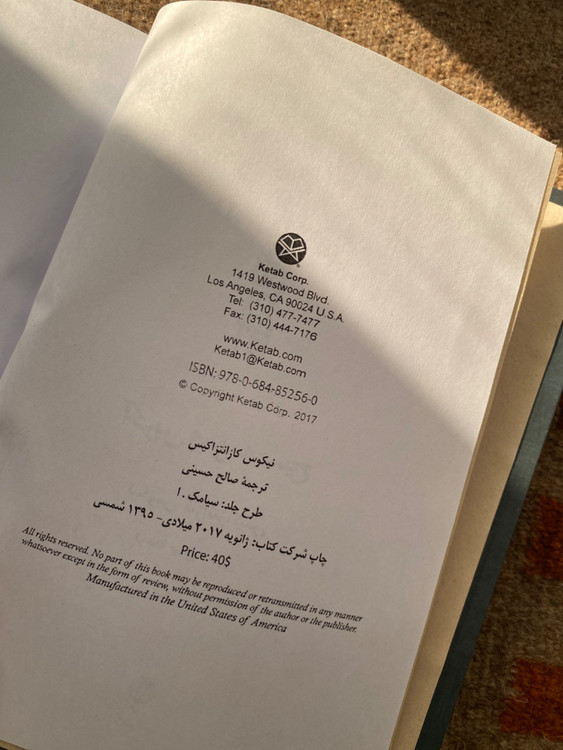 Ketab Corp.
1419 Westwood Blvd.
Los Angeles, CA 90024 U.S.A.
Tel: (310) 477-7477
Fax: (310) 444-7176
www.Ketab.com
Ketab1@Ketab.com
ISBN: 978-0-684-85256-0
© Copyright Ketab Corp. 2017
نیکوس کازانتزاکیس
ترجمهٔ صالح حسینی
طرح جلد: سیامک . ا
چاپ شرکت کتاب: ژانویه ۲۰۱۷ میلادی- ۱۳۹۵ شمسی
Price: 40$
All rights reserved. No part of this book may be reproduced or retransmitted in any manner
whatsoever except in the form of review, without permission of the author or the publisher.
Manufactured in the United States of America